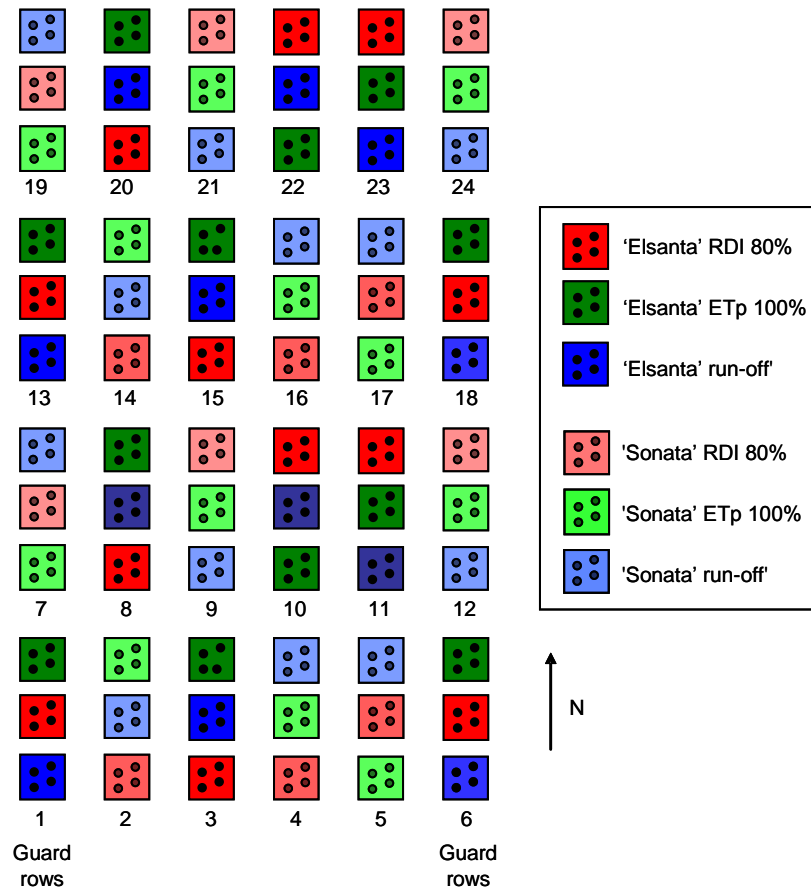 19 20 21 22 23 24
‘Elsanta’ RDI 80%
‘Elsanta’ ETp 100%
‘Elsanta’ run-off'
'Sonata’ RDI 80%
'Sonata’ ETp 100%
'Sonata’ run-off'
13 14 15 16 17 18
7 8 9 10 11 12
N
1 2 3 4 5 6
Guard
rows
Guard
rows